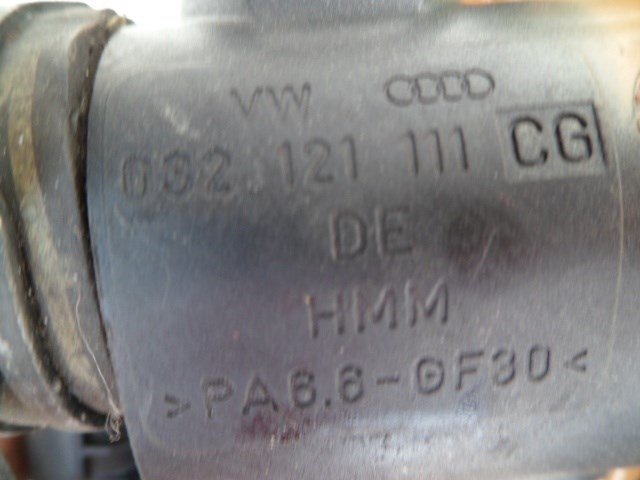 VW
032 121 111 CG
DE
HMM
>PA6.6-GF30<